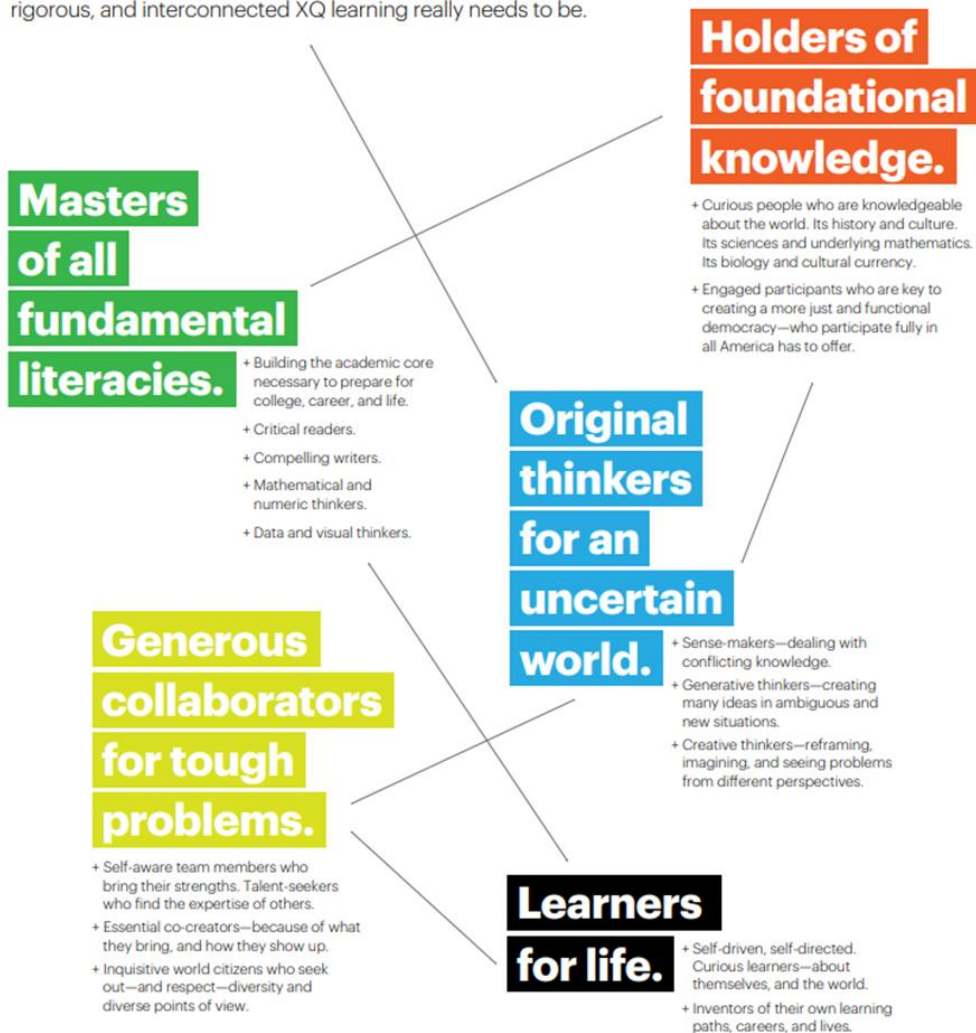 rigorous, and interconnected XQ learning really needs to be.
Holders of
foundational
knowledge.
+ Curious people who are knowledgeable
about the world. Its history and culture.
Its sciences and underlying mathematics.
Its biology and cultural currency.
+ Engaged participants who are key to
creating a more just and functional
democracy—who participate fully in
all America has to offer.
Masters
of all
fundamental
literacies.
+ Building the academic core
necessary to prepare for
college, career, and life.
+ Critical readers.
+ Compelling writers.
+ Mathematical and
numeric thinkers.
+ Data and visual thinkers.
Original
thinkers
for an
uncertain
world.
+ Sense-makers—dealing with
conflicting knowledge.
+ Generative thinkers—creating
many ideas in ambiguous and
new situations.
+ Creative thinkers—reframing,
imagining, and seeing problems
from different perspectives.
Generous
collaborators
for tough
problems.
+ Self-aware team members who
bring their strengths. Talent-seekers
who find the expertise of others.
+ Essential co-creators—because of what
they bring, and how they show up.
+ Inquisitive world citizens who seek
out—and respect—diversity and
diverse points of view.
Learners
for life.
+ Self-driven, self-directed.
Curious learners—about
themselves, and the world.
+ Inventors of their own learning
paths, careers, and lives.